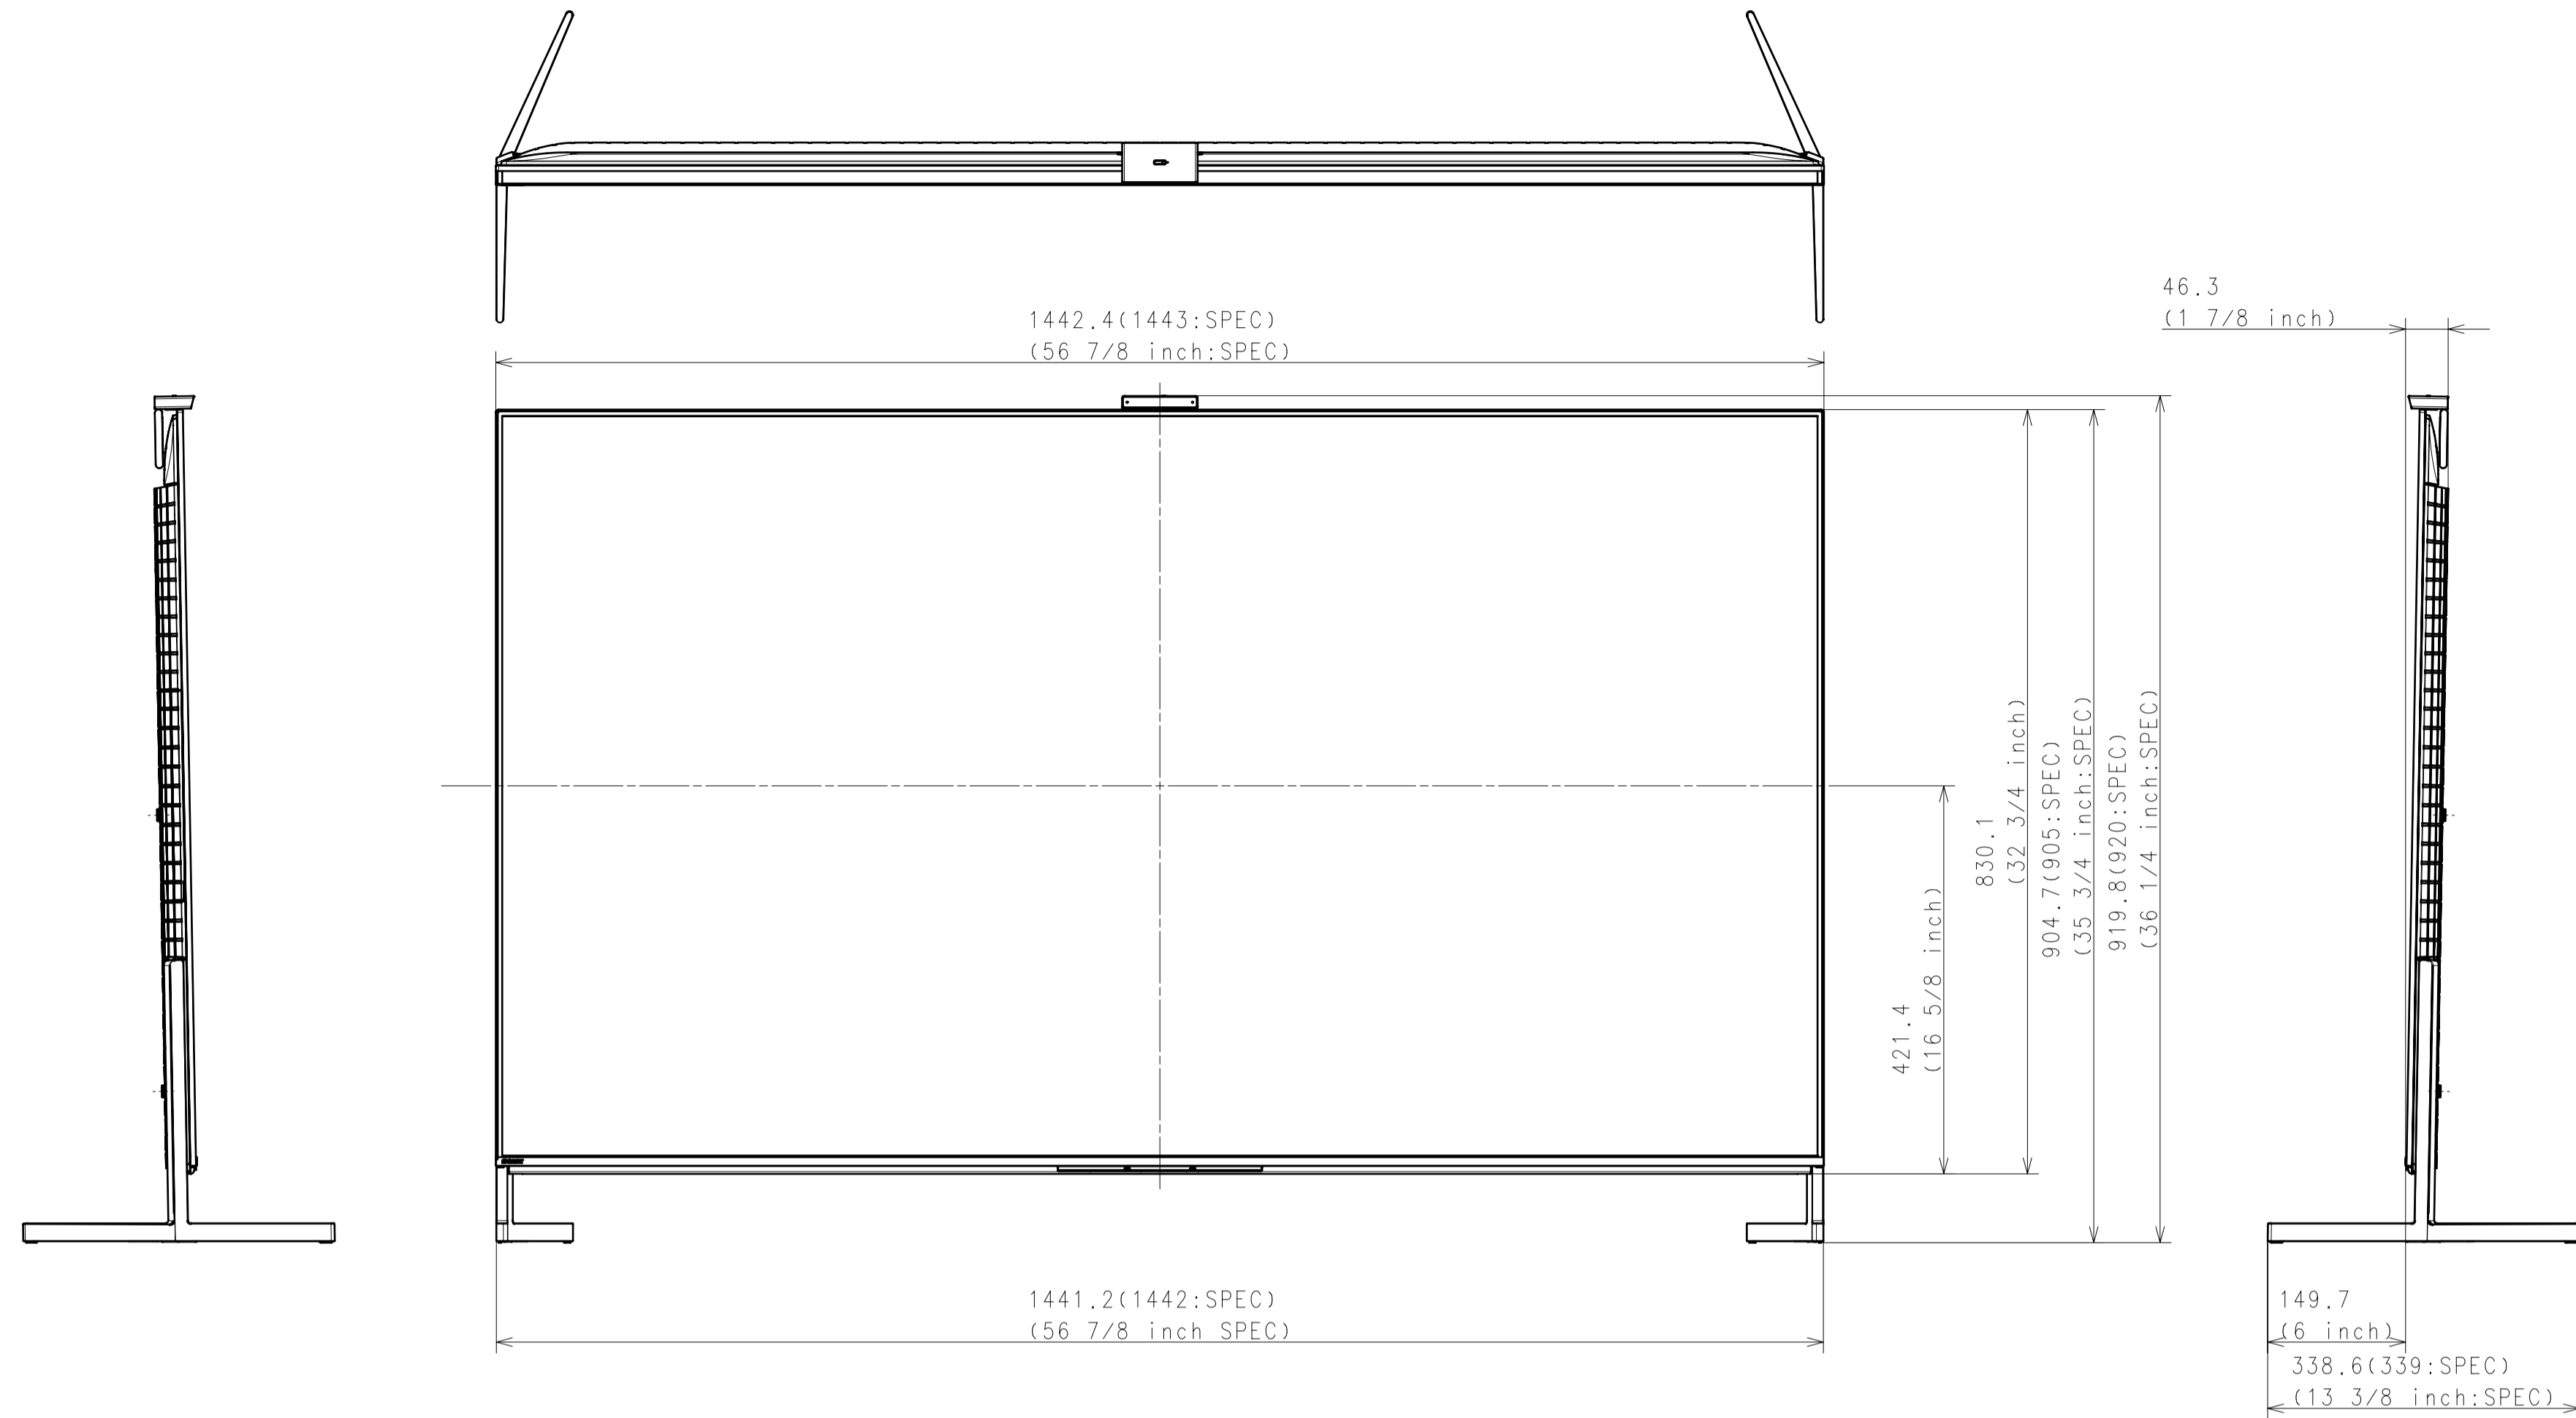 46.3
(1 7/8 inch)
1442.4(1443:SPEC)
(56 7/8 inch:SPEC)
421.4
(16 5/8 inch)
830.1
(32 3/4 inch)
904.7(905:SPEC)
(35 3/4 inch:SPEC)
919.8(920:SPEC)
(36 1/4 inch:SPEC)
1441.2(1442:SPEC)
(56 7/8 inch SPEC)
149.7
(6 inch)
338.6(339:SPEC)
(13 3/8 inch:SPEC)